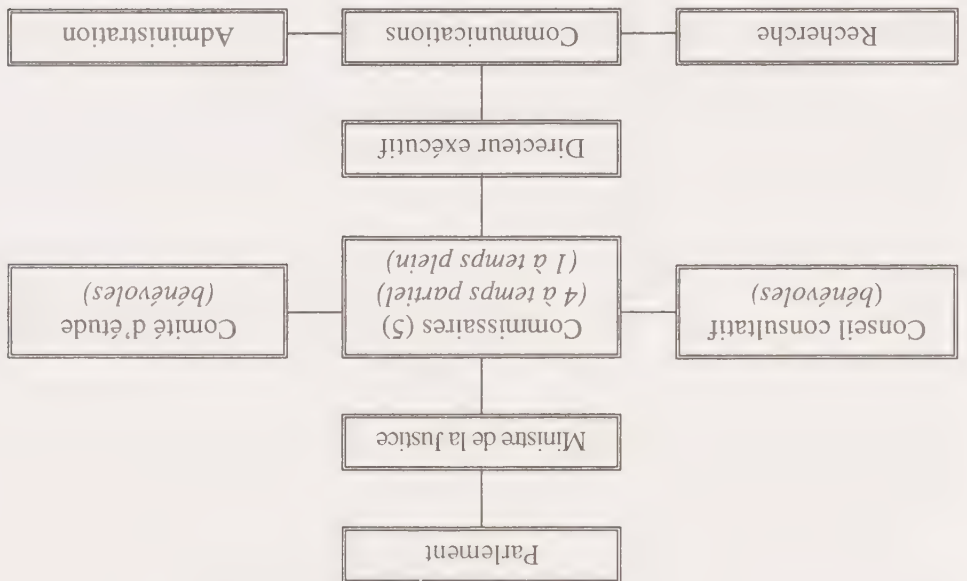 Parlement
Ministre de la Justice
Conseil consultatif
(bénévoles)
Commissaires (5)
(4 à temps partiel)
(1 à temps plein)
Comité d'étude
(bénévoles)
Directeur exécutif
Recherche
Communications
Administration